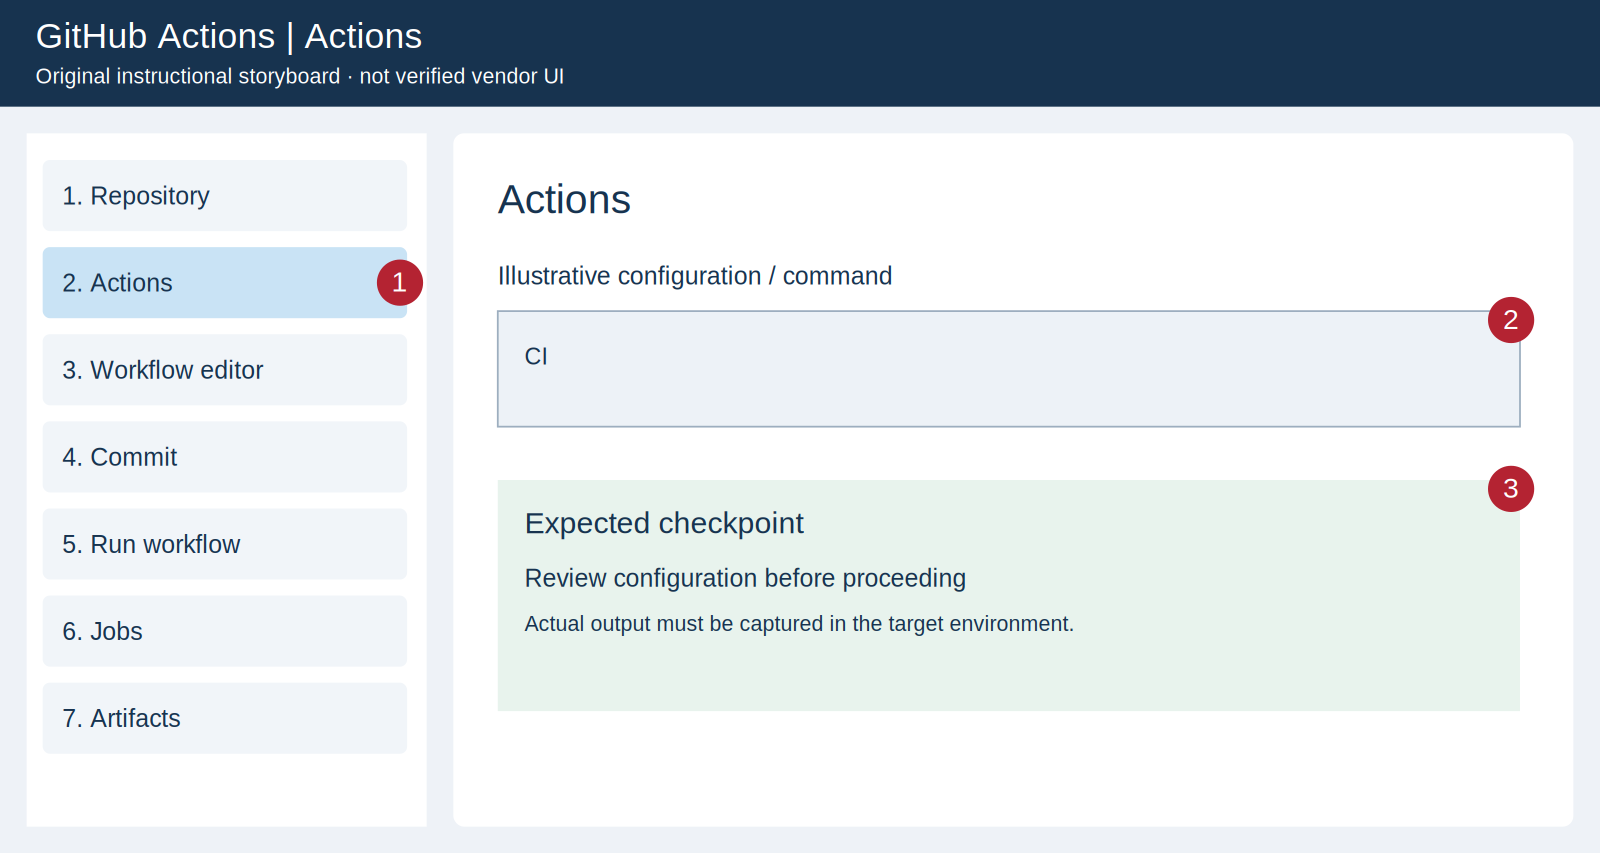 GitHub Actions | Actions
Original instructional storyboard · not verified vendor UI
1. Repository
2. Actions
1
3. Workflow editor
4. Commit
5. Run workflow
6. Jobs
7. Artifacts
Actions
Illustrative configuration / command
2
CI
3
Expected checkpoint
Review configuration before proceeding
Actual output must be captured in the target environment.